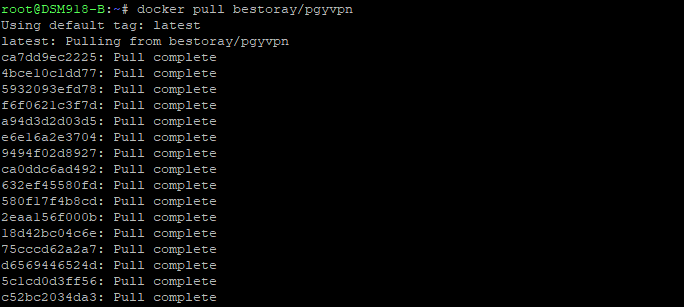 root@DSM918-B:~# docker pull bestoray/pgyvpn
Using default tag: latest
latest: Pulling from bestoray/pgyvpn
ca7dd9ec2225: Pull complete
4bce10c1dd77: Pull complete
5932093efd78: Pull complete
f6f0621c3f7d: Pull complete
a94d3d2d03d5: Pull complete
e6e16a2e3704: Pull complete
9494f02d8927: Pull complete
ca0ddc6ad492: Pull complete
632ef45580fd: Pull complete
580f17f4b8cd: Pull complete
2eaa156f000b: Pull complete
18d42bc04c6e: Pull complete
75cccd62a2a7: Pull complete
d6569446524d: Pull complete
5c1cd0d3ff56: Pull complete
c52bc2034da3: Pull complete